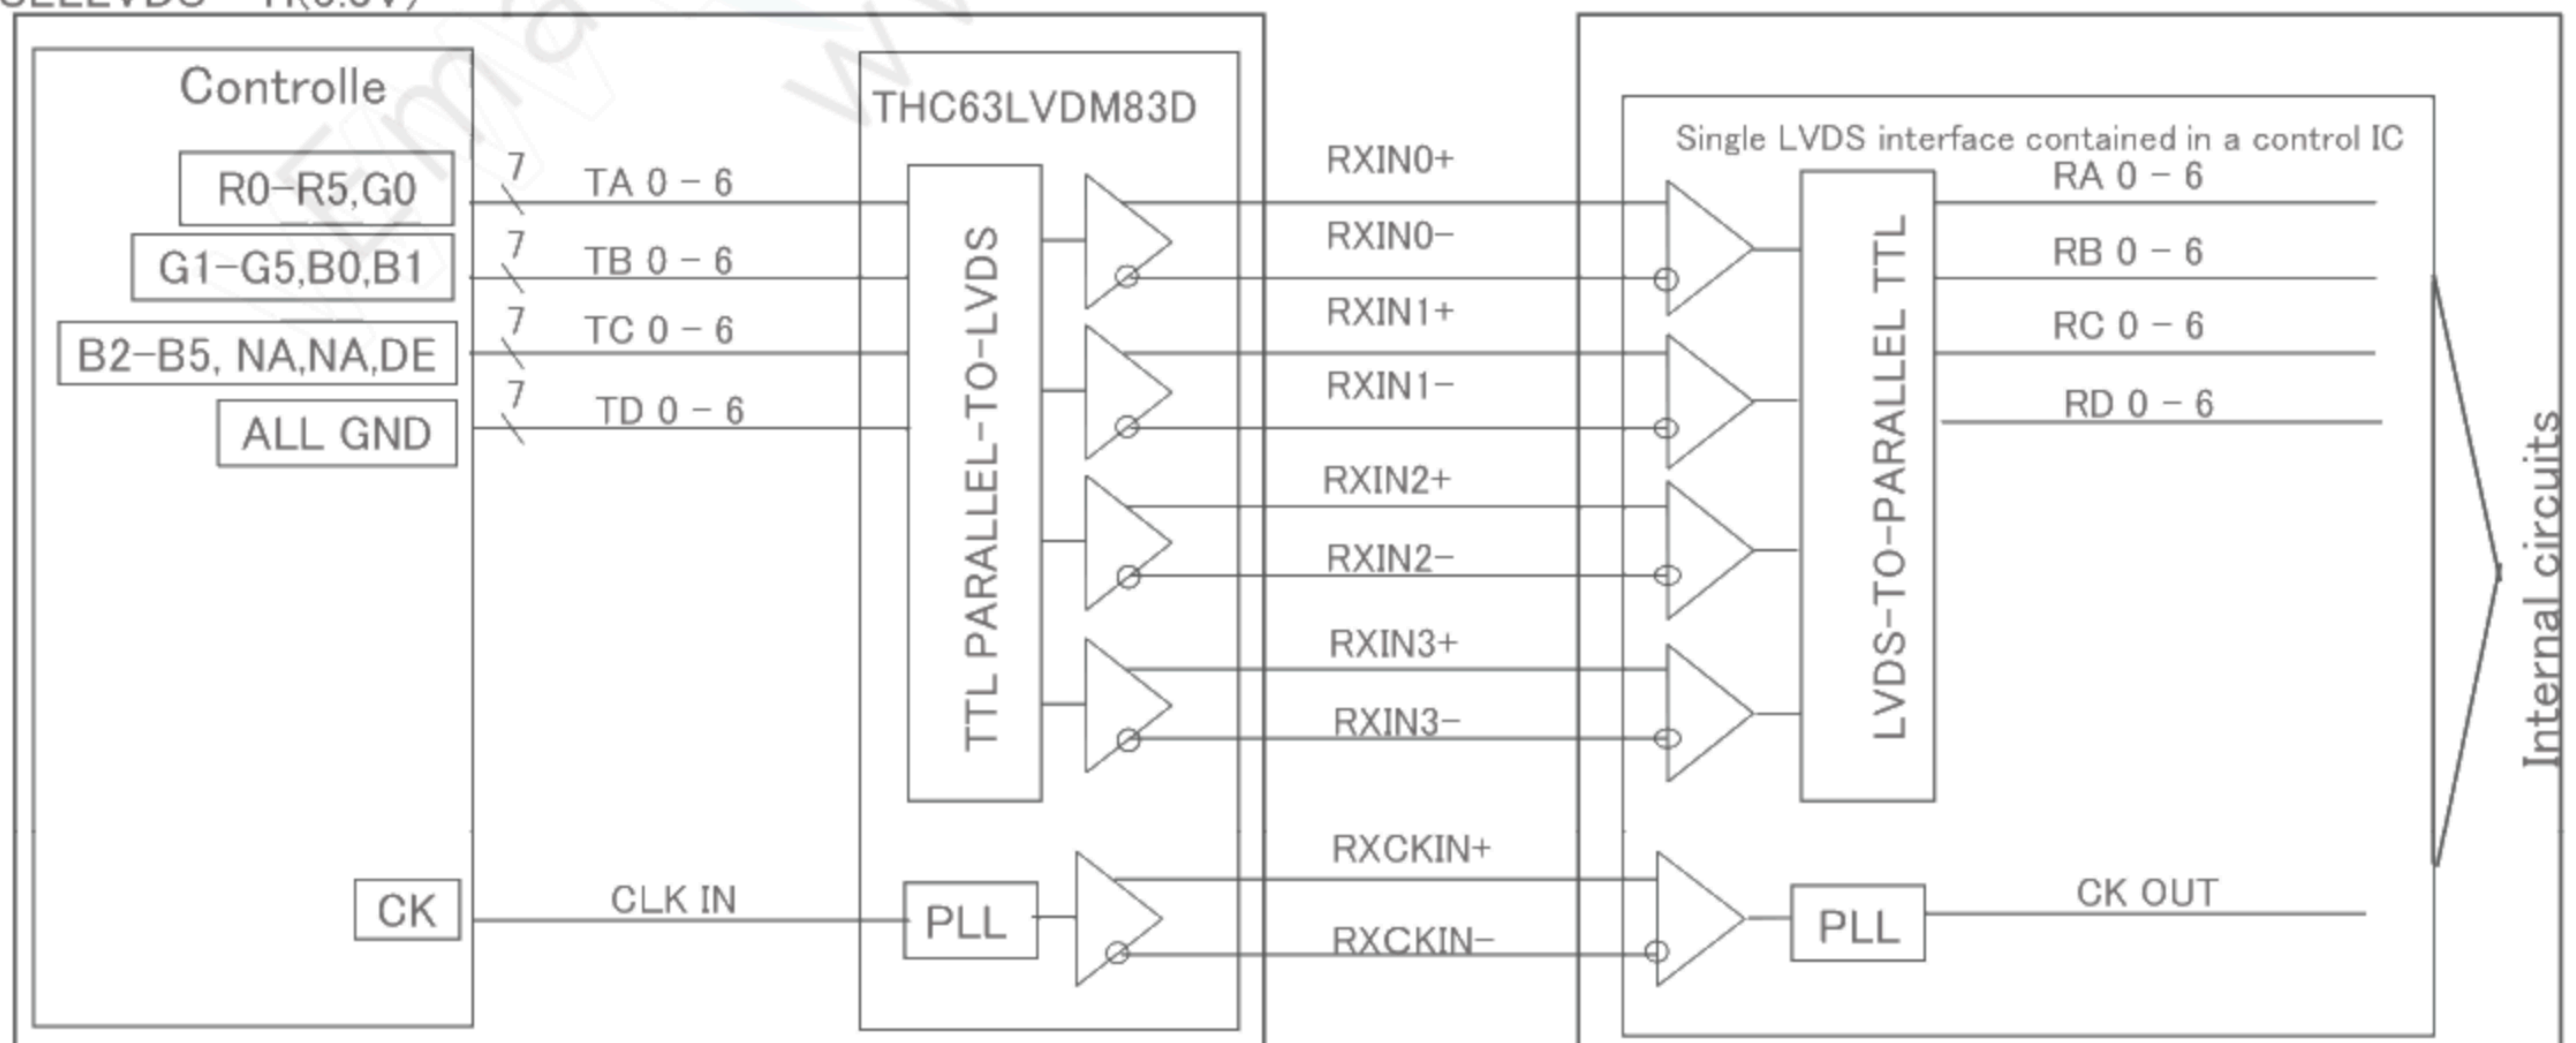 Controlle
R0-R5,G0
G1-G5,B0,B1
B2-B5, NA,NA,DE
ALL GND
CK
7
TA 0 - 6
7
TB 0 - 6
7
TC 0 - 6
7
TD 0 - 6
CLK IN
THC63LVDM83D
TTL PARALLEL-TO-LVDS
PLL
RXIN0+
RXIN0-
RXIN1+
RXIN1-
RXIN2+
RXIN2-
RXIN3+
RXIN3-
RXCKIN+
RXCKIN-
Single LVDS interface contained in a control IC
LVDS-TO-PARALLEL TTL
PLL
RA 0 - 6
RB 0 - 6
RC 0 - 6
RD 0 - 6
CK OUT
Internal circuits